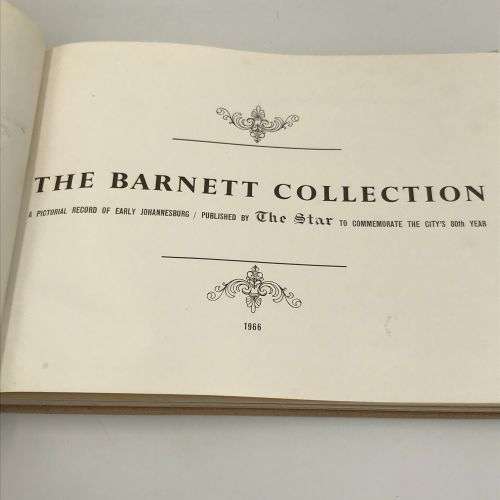 THE BARNETT COLLECTION
A PICTORIAL RECORD OF EARLY JOHANNESBURG / PUBLISHED BY The Star TO COMMEMORATE THE CITY'S 80th YEAR
1966